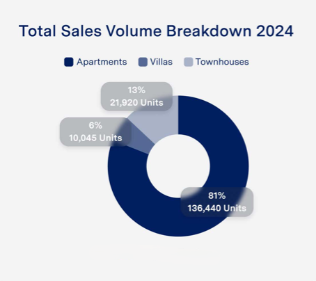 Total Sales Volume Breakdown 2024
Apartments Villas Townhouses
13%
21,920 Units
6%
10,045 Units
81%
136,440 Units